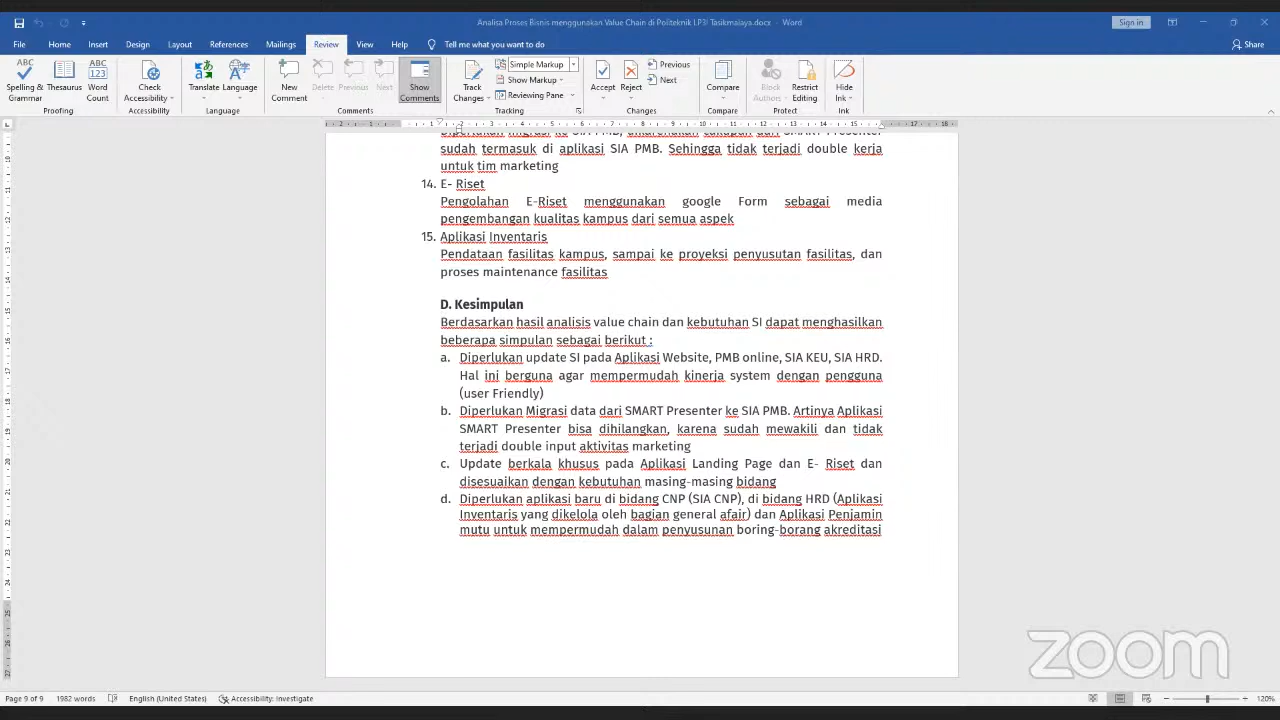 Analisa Proses Bisnis menggunakan Value Chain di Politeknik LP3I Tasikmalaya.docx - Word
Sign in
File Home Insert Design Layout References Mailings Review View Help Tell me what you want to do Share
Spelling & Grammar Thesaurus Word Count Check Accessibility Translate Language New Comment Delete Previous Next Show Comments Track Changes Simple Markup Show Markup Reviewing Pane Accept Reject Previous Next Compare Block Authors Restrict Editing Hide Ink
Proofing Accessibility Language Comments Tracking Changes Compare Protect Ink
sudah termasuk di aplikasi SIA PMB. Sehingga tidak terjadi double kerja
untuk tim marketing
14. E- Riset
Pengolahan E-Riset menggunakan google Form sebagai media
pengembangan kualitas kampus dari semua aspek
15. Aplikasi Inventaris
Pendataan fasilitas kampus, sampai ke proyeksi penyusutan fasilitas, dan
proses maintenance fasilitas
D. Kesimpulan
Berdasarkan hasil analisis value chain dan kebutuhan SI dapat menghasilkan
beberapa simpulan sebagai berikut :
a. Diperlukan update SI pada Aplikasi Website, PMB online, SIA KEU, SIA HRD.
Hal ini berguna agar mempermudah kinerja system dengan pengguna
(user Friendly)
b. Diperlukan Migrasi data dari SMART Presenter ke SIA PMB. Artinya Aplikasi
SMART Presenter bisa dihilangkan, karena sudah mewakili dan tidak
terjadi double input aktivitas marketing
c. Update berkala khusus pada Aplikasi Landing Page dan E- Riset dan
disesuaikan dengan kebutuhan masing-masing bidang
d. Diperlukan aplikasi baru di bidang CNP (SIA CNP), di bidang HRD (Aplikasi
Inventaris yang dikelola oleh bagian general afair) dan Aplikasi Penjamin
mutu untuk mempermudah dalam penyusunan boring-borang akreditasi
zoom
Page 9 of 9 1982 words English (United States) Accessibility: Investigate 120%